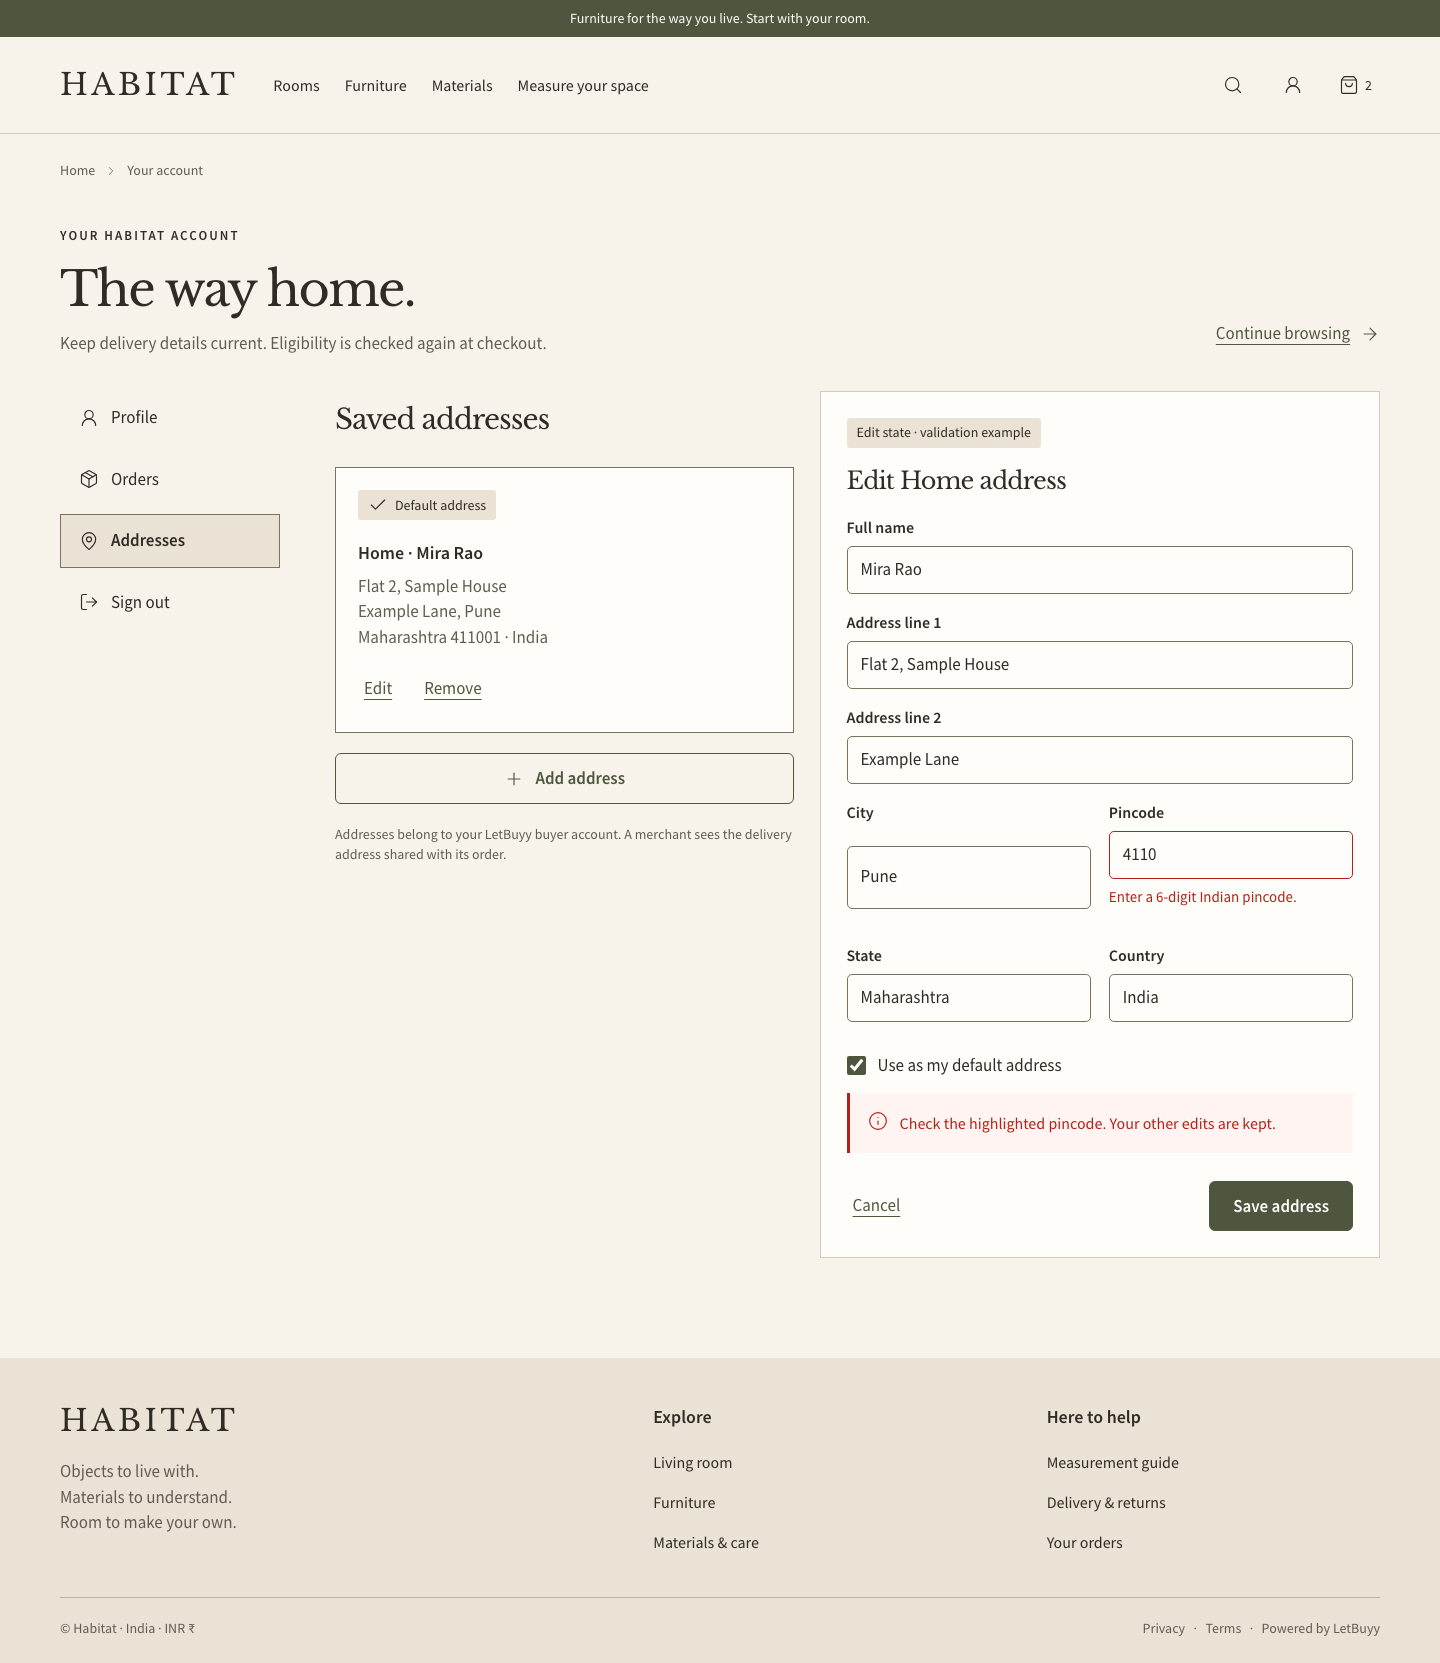 Furniture for the way you live. Start with your room.
HABITAT
Rooms
Furniture
Materials
Measure your space
2
Home
Your account
YOUR HABITAT ACCOUNT
The way home.
Keep delivery details current. Eligibility is checked again at checkout.
Continue browsing
Profile
Orders
Addresses
Sign out
Saved addresses
Default address
Home · Mira Rao
Flat 2, Sample House
Example Lane, Pune
Maharashtra 411001 · India
Edit
Remove
Add address
Addresses belong to your LetBuyy buyer account. A merchant sees the delivery
address shared with its order.
Edit state · validation example
Edit Home address
Full name
Mira Rao
Address line 1
Flat 2, Sample House
Address line 2
Example Lane
City
Pune
Pincode
4110
Enter a 6-digit Indian pincode.
State
Maharashtra
Country
India
Use as my default address
Check the highlighted pincode. Your other edits are kept.
Cancel
Save address
HABITAT
Objects to live with.
Materials to understand.
Room to make your own.
Explore
Living room
Furniture
Materials & care
Here to help
Measurement guide
Delivery & returns
Your orders
© Habitat · India · INR ₹
Privacy · Terms · Powered by LetBuyy